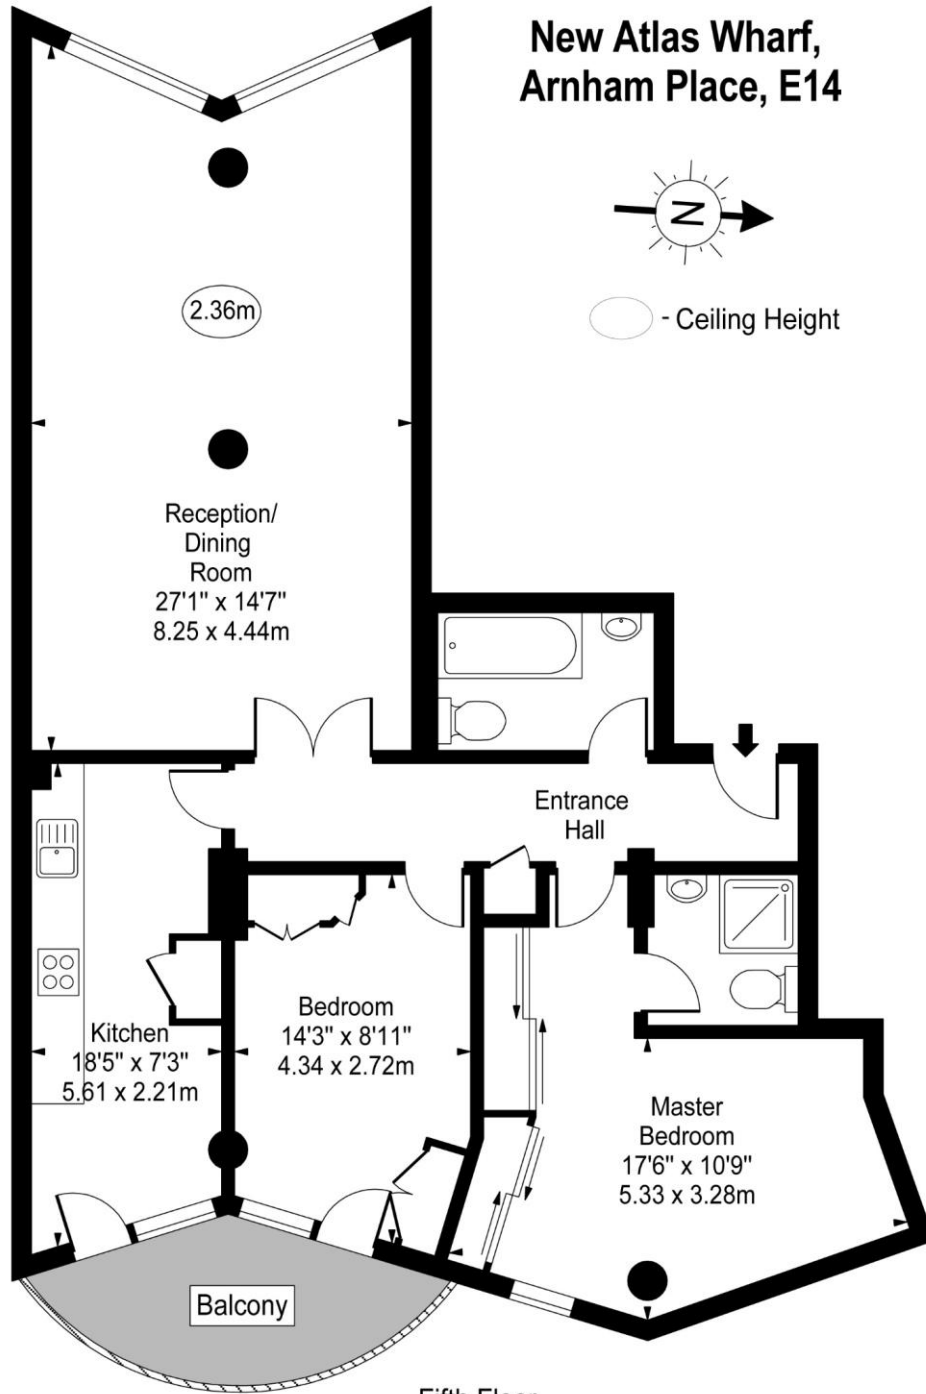 New Atlas Wharf,
Arnham Place, E14
N
2.36m
- Ceiling Height
Reception/
Dining
Room
27'1" x 14'7"
8.25 x 4.44m
Entrance
Hall
Kitchen
18'5" x 7'3"
5.61 x 2.21m
Bedroom
14'3" x 8'11"
4.34 x 2.72m
Master
Bedroom
17'6" x 10'9"
5.33 x 3.28m
Balcony
Fifth Floor